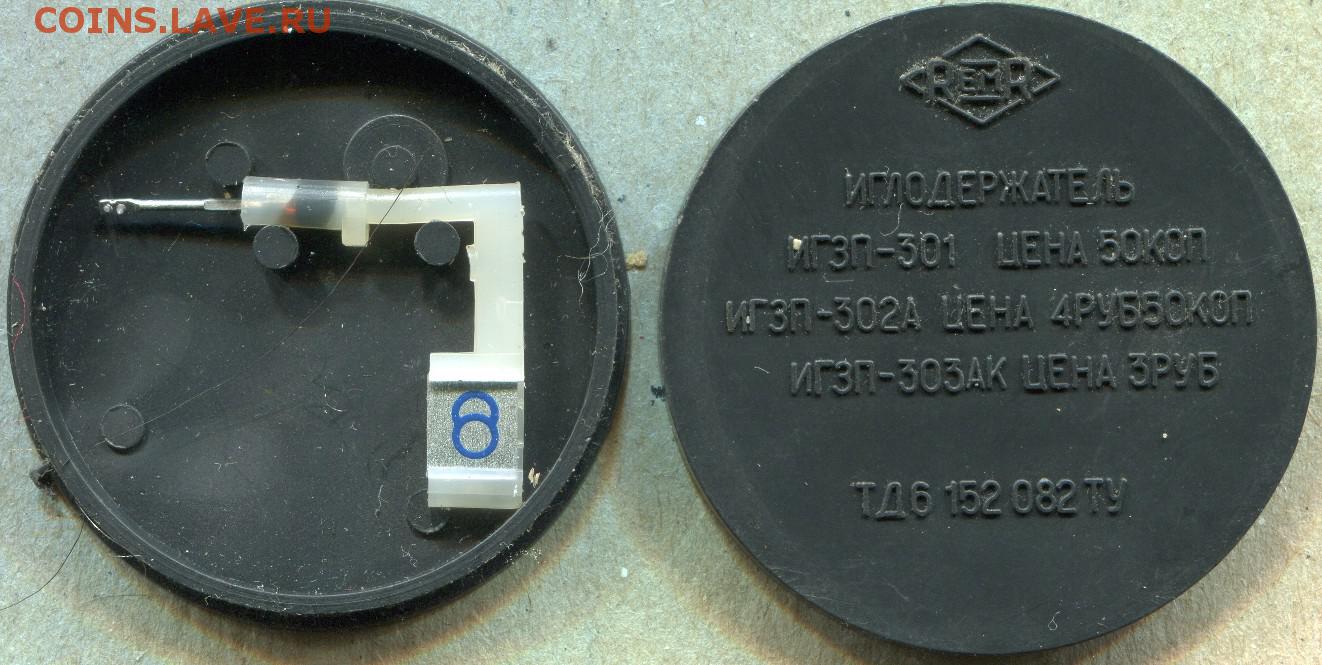 COINS.LAVE.RU
REMR
ИГЛОДЕРЖАТЕЛЬ
ИГЗП-301 ЦЕНА 50КОП
ИГЗП-302А ЦЕНА 4РУБ50КОП
ИГЗП-303АК ЦЕНА 3РУБ
ТД6 152 082 ТУ
8